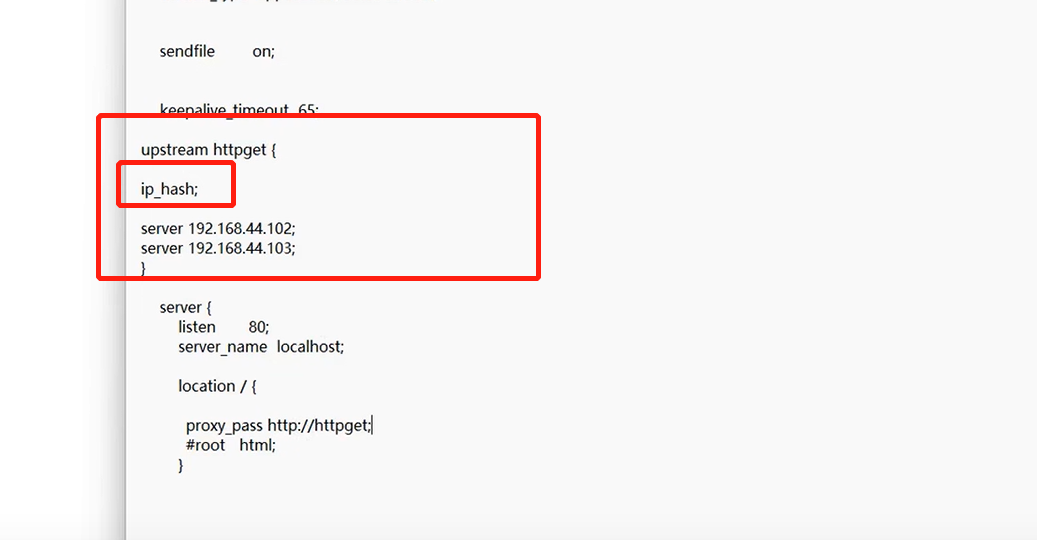 sendfile on;
keepalive_timeout 65;
upstream httpget {
ip_hash;
server 192.168.44.102;
server 192.168.44.103;
}
server {
listen 80;
server_name localhost;
location / {
proxy_pass http://httpget;
#root html;
}